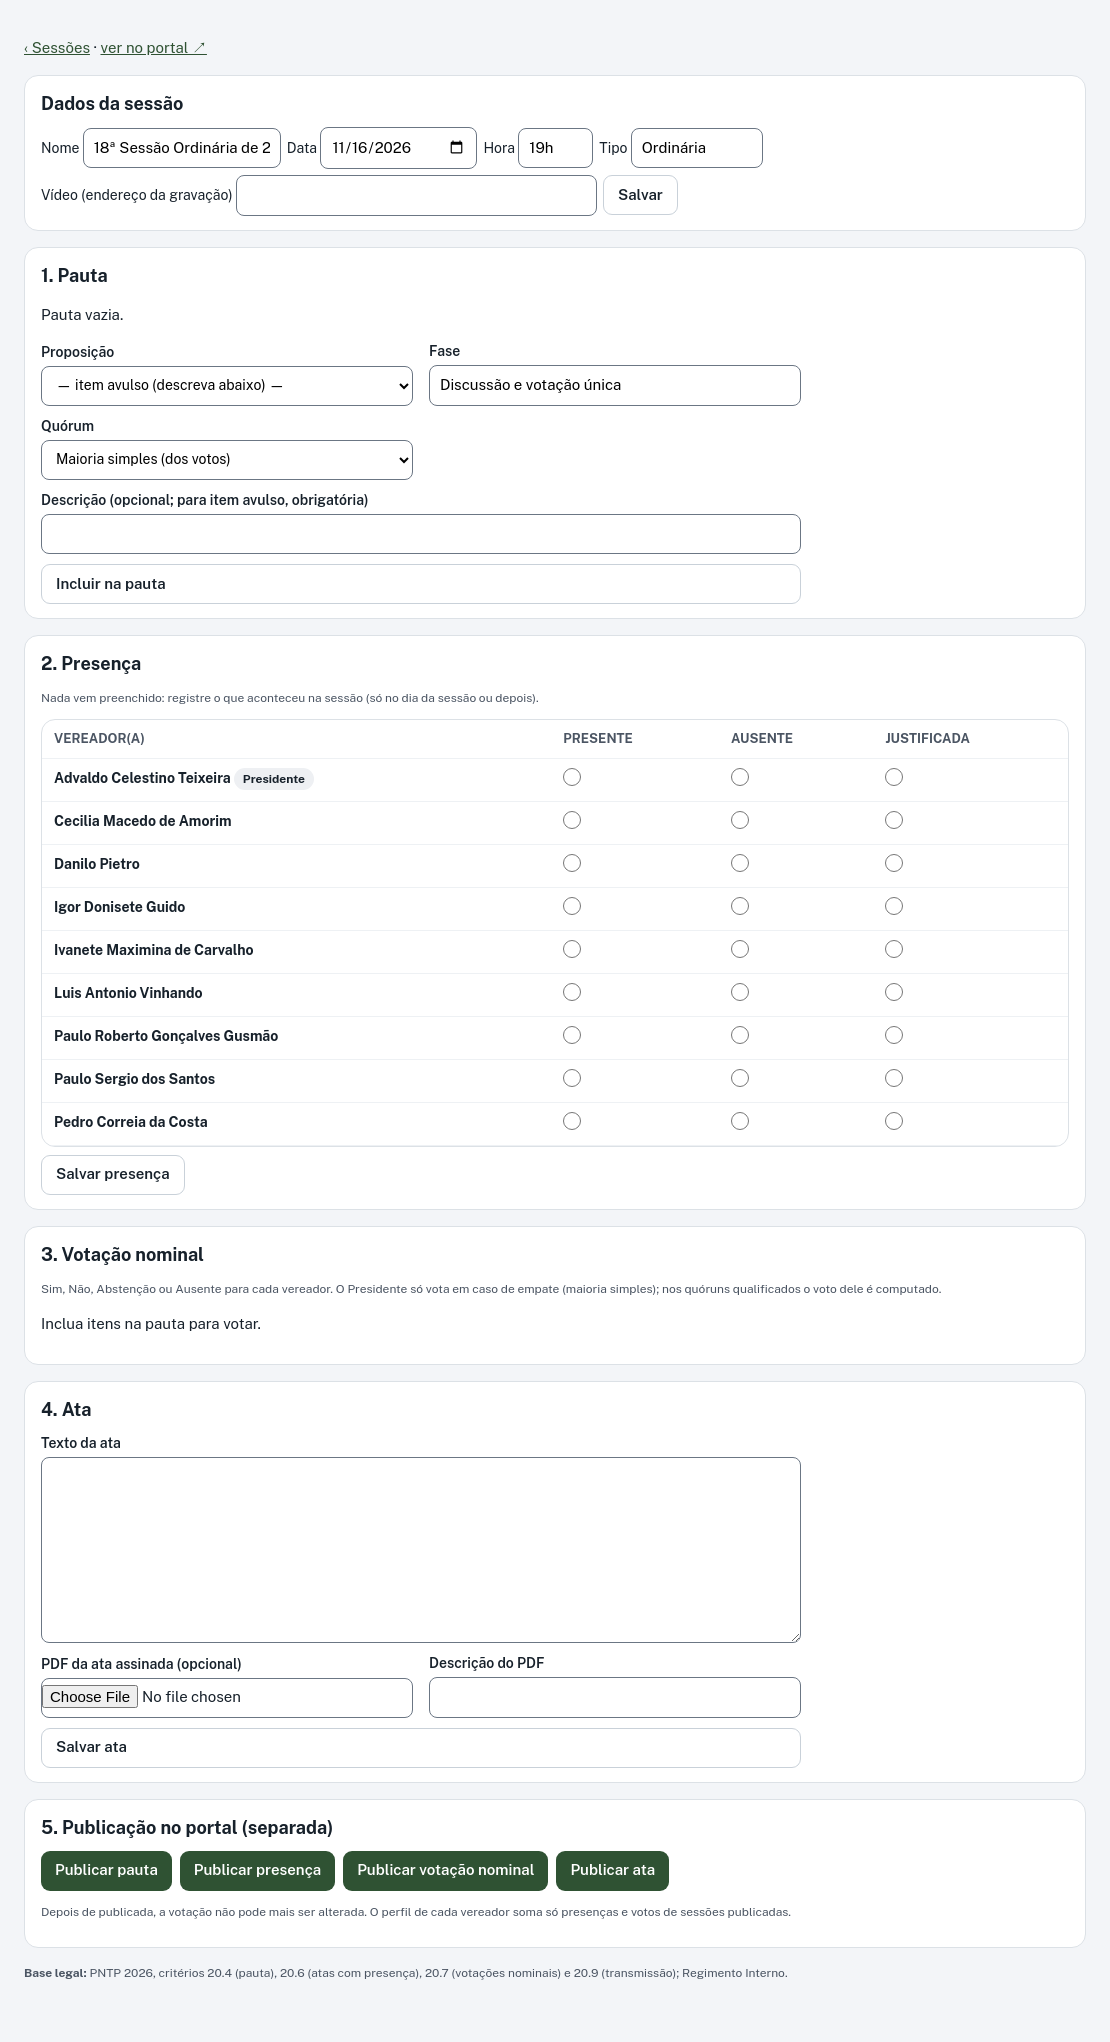 ‹ Sessões · ver no portal ↗
Dados da sessão
Nome 18ª Sessão Ordinária de 2 Data 11/16/2026 Hora 19h Tipo Ordinária
Vídeo (endereço da gravação) Salvar
1. Pauta
Pauta vazia.
Proposição Fase
— item avulso (descreva abaixo) — Discussão e votação única
Quórum
Maioria simples (dos votos)
Descrição (opcional; para item avulso, obrigatória)
Incluir na pauta
2. Presença
Nada vem preenchido: registre o que aconteceu na sessão (só no dia da sessão ou depois).
VEREADOR(A) PRESENTE AUSENTE JUSTIFICADA
Advaldo Celestino Teixeira Presidente
Cecilia Macedo de Amorim
Danilo Pietro
Igor Donisete Guido
Ivanete Maximina de Carvalho
Luis Antonio Vinhando
Paulo Roberto Gonçalves Gusmão
Paulo Sergio dos Santos
Pedro Correia da Costa
Salvar presença
3. Votação nominal
Sim, Não, Abstenção ou Ausente para cada vereador. O Presidente só vota em caso de empate (maioria simples); nos quóruns qualificados o voto dele é computado.
Inclua itens na pauta para votar.
4. Ata
Texto da ata
PDF da ata assinada (opcional) Descrição do PDF
Choose File No file chosen
Salvar ata
5. Publicação no portal (separada)
Publicar pauta Publicar presença Publicar votação nominal Publicar ata
Depois de publicada, a votação não pode mais ser alterada. O perfil de cada vereador soma só presenças e votos de sessões publicadas.
Base legal: PNTP 2026, critérios 20.4 (pauta), 20.6 (atas com presença), 20.7 (votações nominais) e 20.9 (transmissão); Regimento Interno.